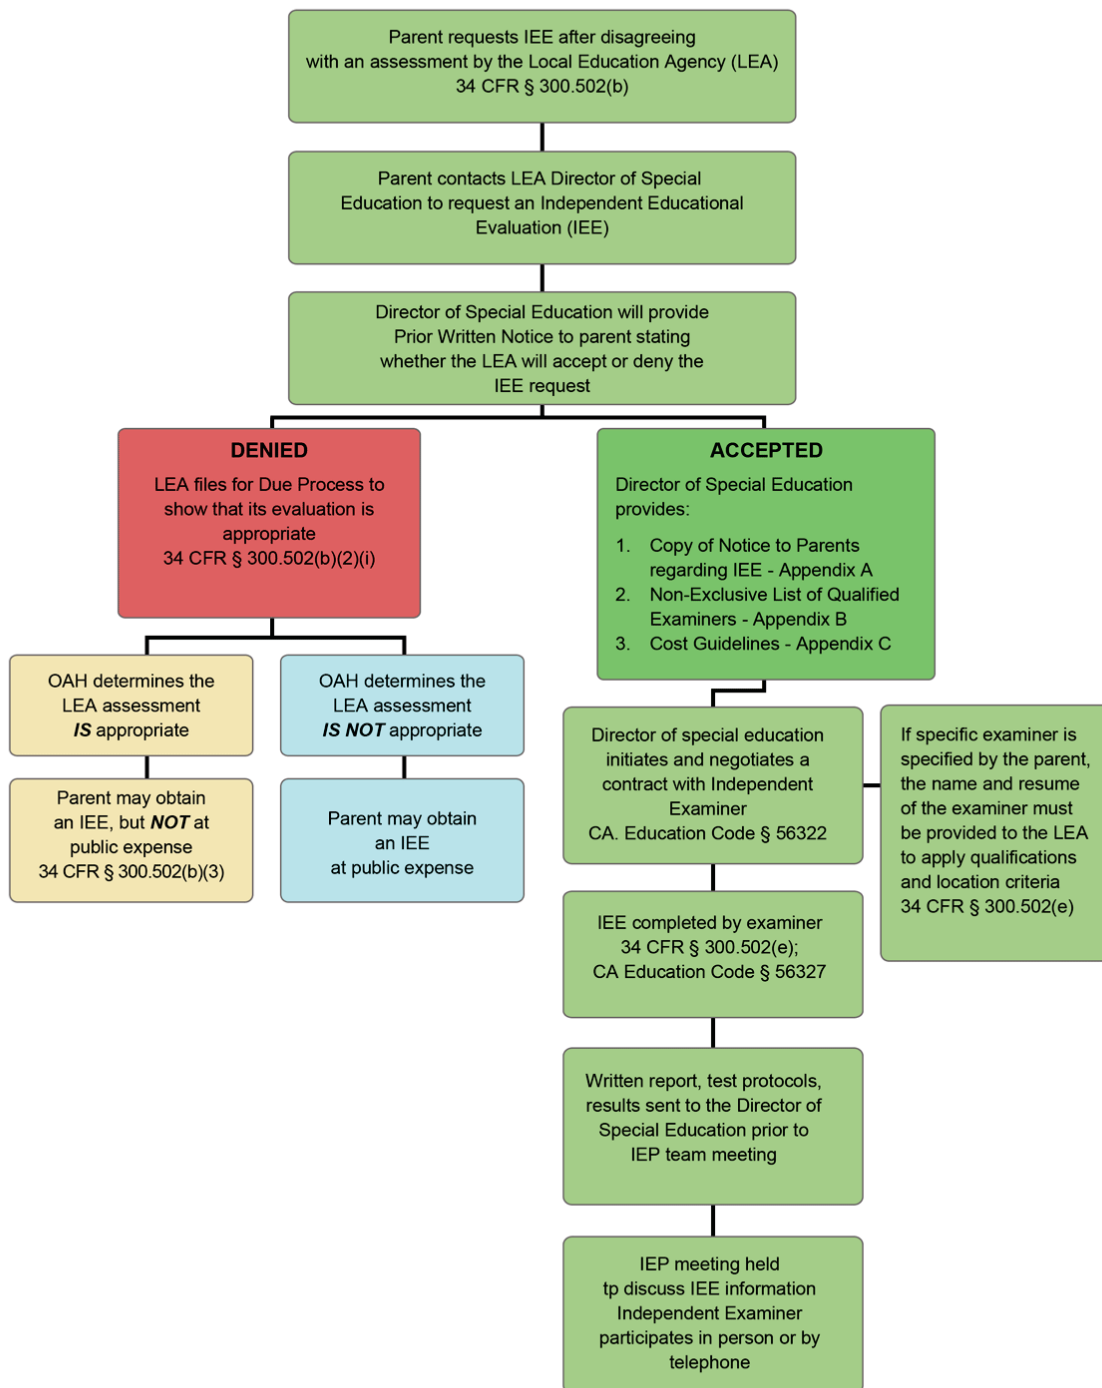 Parent requests IEE after disagreeing
with an assessment by the Local Education Agency (LEA)
34 CFR § 300.502(b)
Parent contacts LEA Director of Special
Education to request an Independent Educational
Evaluation (IEE)
Director of Special Education will provide
Prior Written Notice to parent stating
whether the LEA will accept or deny the
IEE request
DENIED
LEA files for Due Process to
show that its evaluation is
appropriate
34 CFR § 300.502(b)(2)(i)
OAH determines the
LEA assessment
IS appropriate
Parent may obtain
an IEE, but NOT at
public expense
34 CFR § 300.502(b)(3)
OAH determines the
LEA assessment
IS NOT appropriate
Parent may obtain
an IEE
at public expense
ACCEPTED
Director of Special Education
provides:
1. Copy of Notice to Parents
regarding IEE - Appendix A
2. Non-Exclusive List of Qualified
Examiners - Appendix B
3. Cost Guidelines - Appendix C
Director of special education
initiates and negotiates a
contract with Independent
Examiner
CA. Education Code § 56322
If specific examiner is
specified by the parent,
the name and resume
of the examiner must
be provided to the LEA
to apply qualifications
and location criteria
34 CFR § 300.502(e)
IEE completed by examiner
34 CFR § 300.502(e);
CA Education Code § 56327
Written report, test protocols,
results sent to the Director of
Special Education prior to
IEP team meeting
IEP meeting held
tp discuss IEE information
Independent Examiner
participates in person or by
telephone